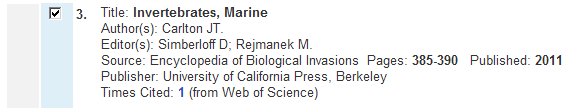 3. Title: Invertebrates, Marine
Author(s): Carlton JT.
Editor(s): Simberloff D; Rejmanek M.
Source: Encyclopedia of Biological Invasions Pages: 385-390 Published: 2011
Publisher: University of California Press, Berkeley
Times Cited: 1 (from Web of Science)